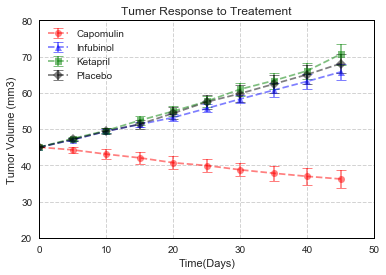 Tumer Response to Treatement
Tumor Volume (mm3)
80
70
60
50
40
30
20
Capomulin
Infubinol
Ketapril
Placebo
0
10
20
30
40
50
Time(Days)